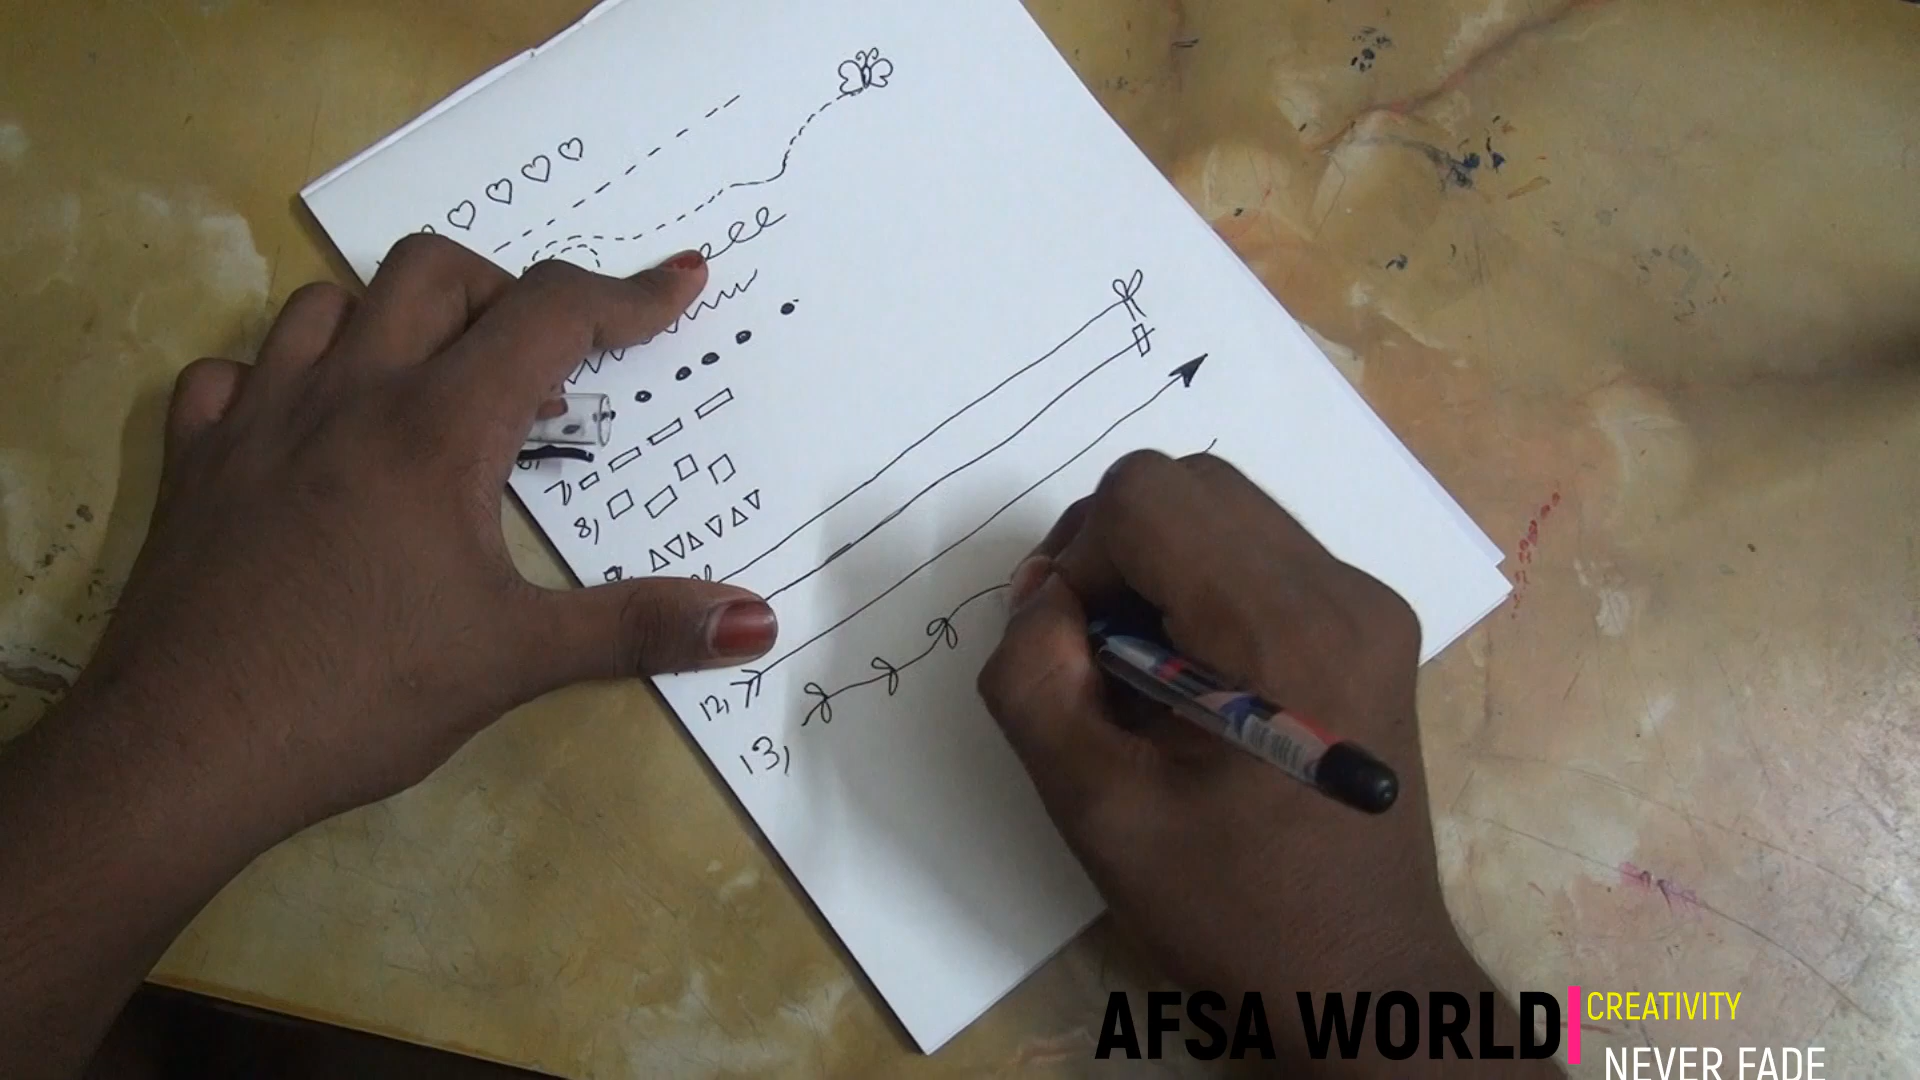 7,
8,
12,
13,
AFSA WORLD
CREATIVITY
NEVER FADE